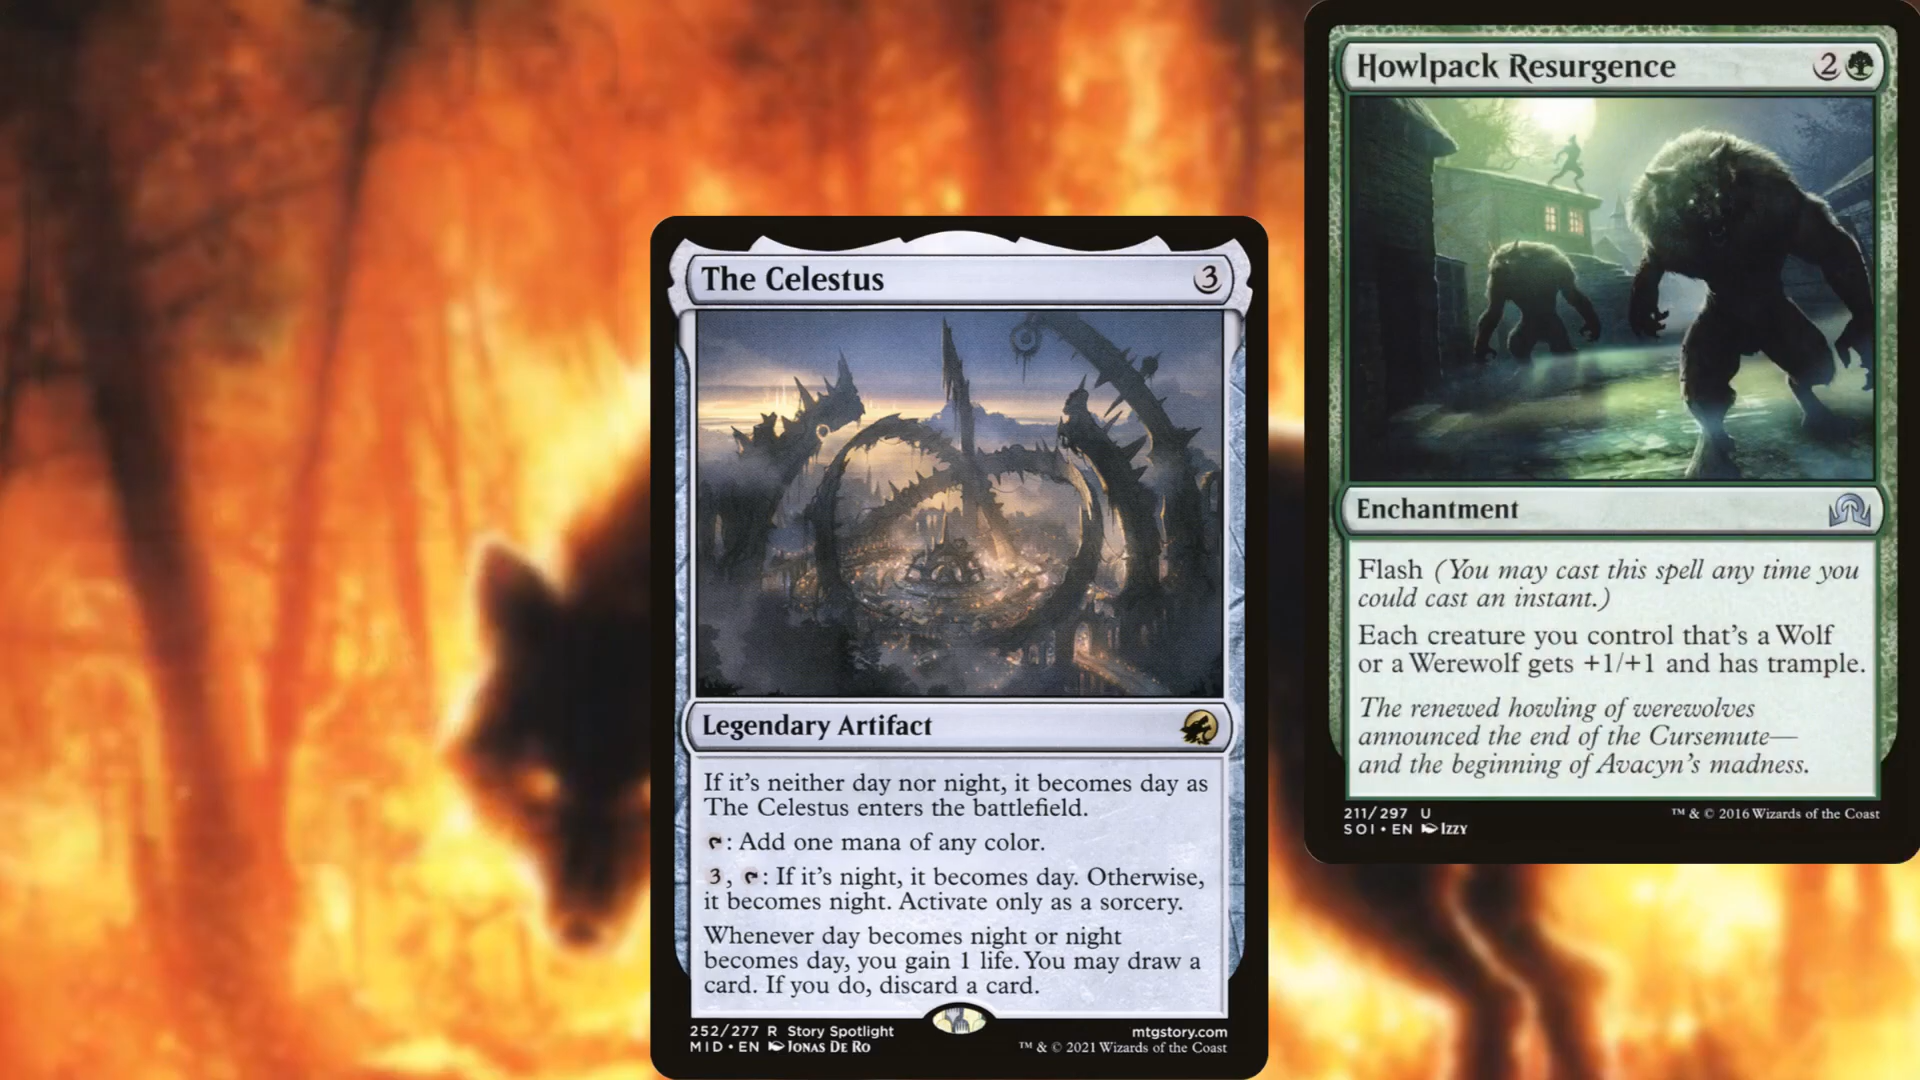 The Celestus 3
Legendary Artifact
If it's neither day nor night, it becomes day as
The Celestus enters the battlefield.
: Add one mana of any color.
3, : If it's night, it becomes day. Otherwise,
it becomes night. Activate only as a sorcery.
Whenever day becomes night or night
becomes day, you gain 1 life. You may draw a
card. If you do, discard a card.
252/277 R Story Spotlight
MID • EN JONAS DE RO
mtgstory.com
™ & © 2021 Wizards of the Coast
Howlpack Resurgence 2
Enchantment
Flash (You may cast this spell any time you
could cast an instant.)
Each creature you control that's a Wolf
or a Werewolf gets +1/+1 and has trample.
The renewed howling of werewolves
announced the end of the Cursemute—
and the beginning of Avacyn's madness.
211/297 U
SOI • EN IZZY
™ & © 2016 Wizards of the Coast